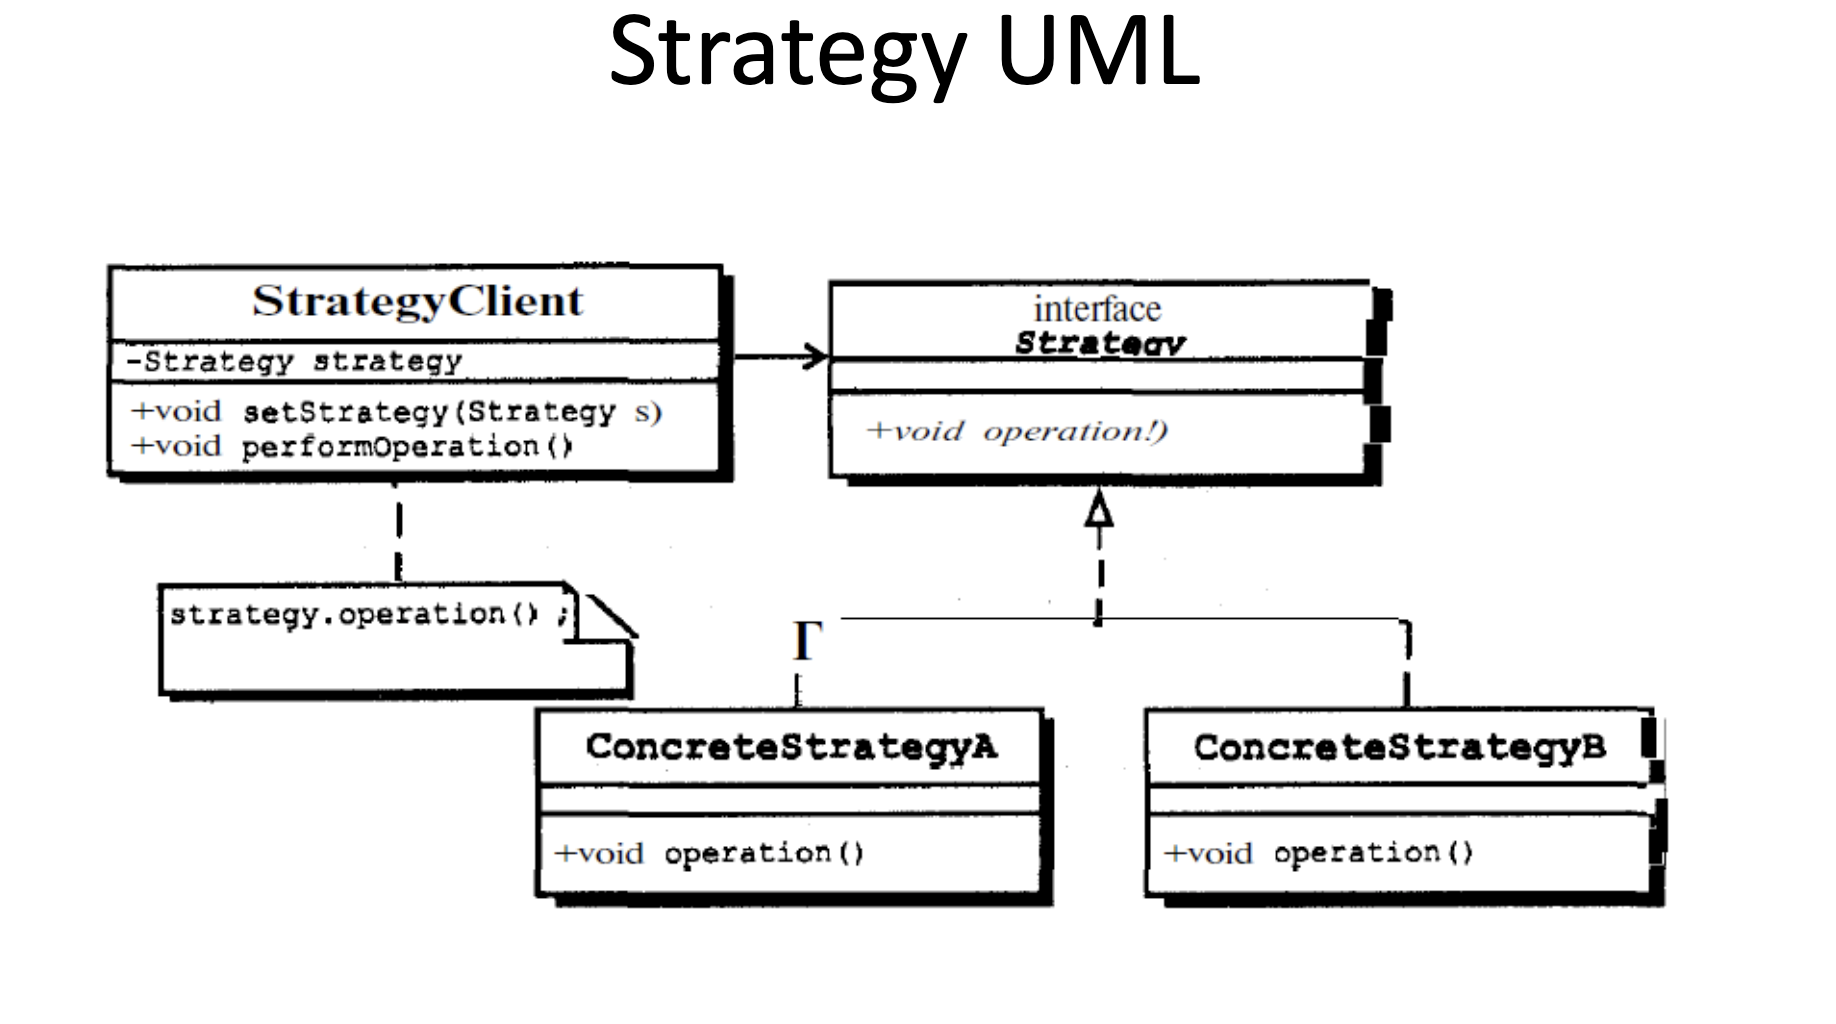 Strategy UML
StrategyClient
-Strategy strategy
+void setStrategy(Strategy s)
+void performOperation()
interface
Strategy
+void operation!)
strategy.operation() ;
Γ
ConcreteStrategyA
+void operation()
ConcreteStrategyB
+void operation()